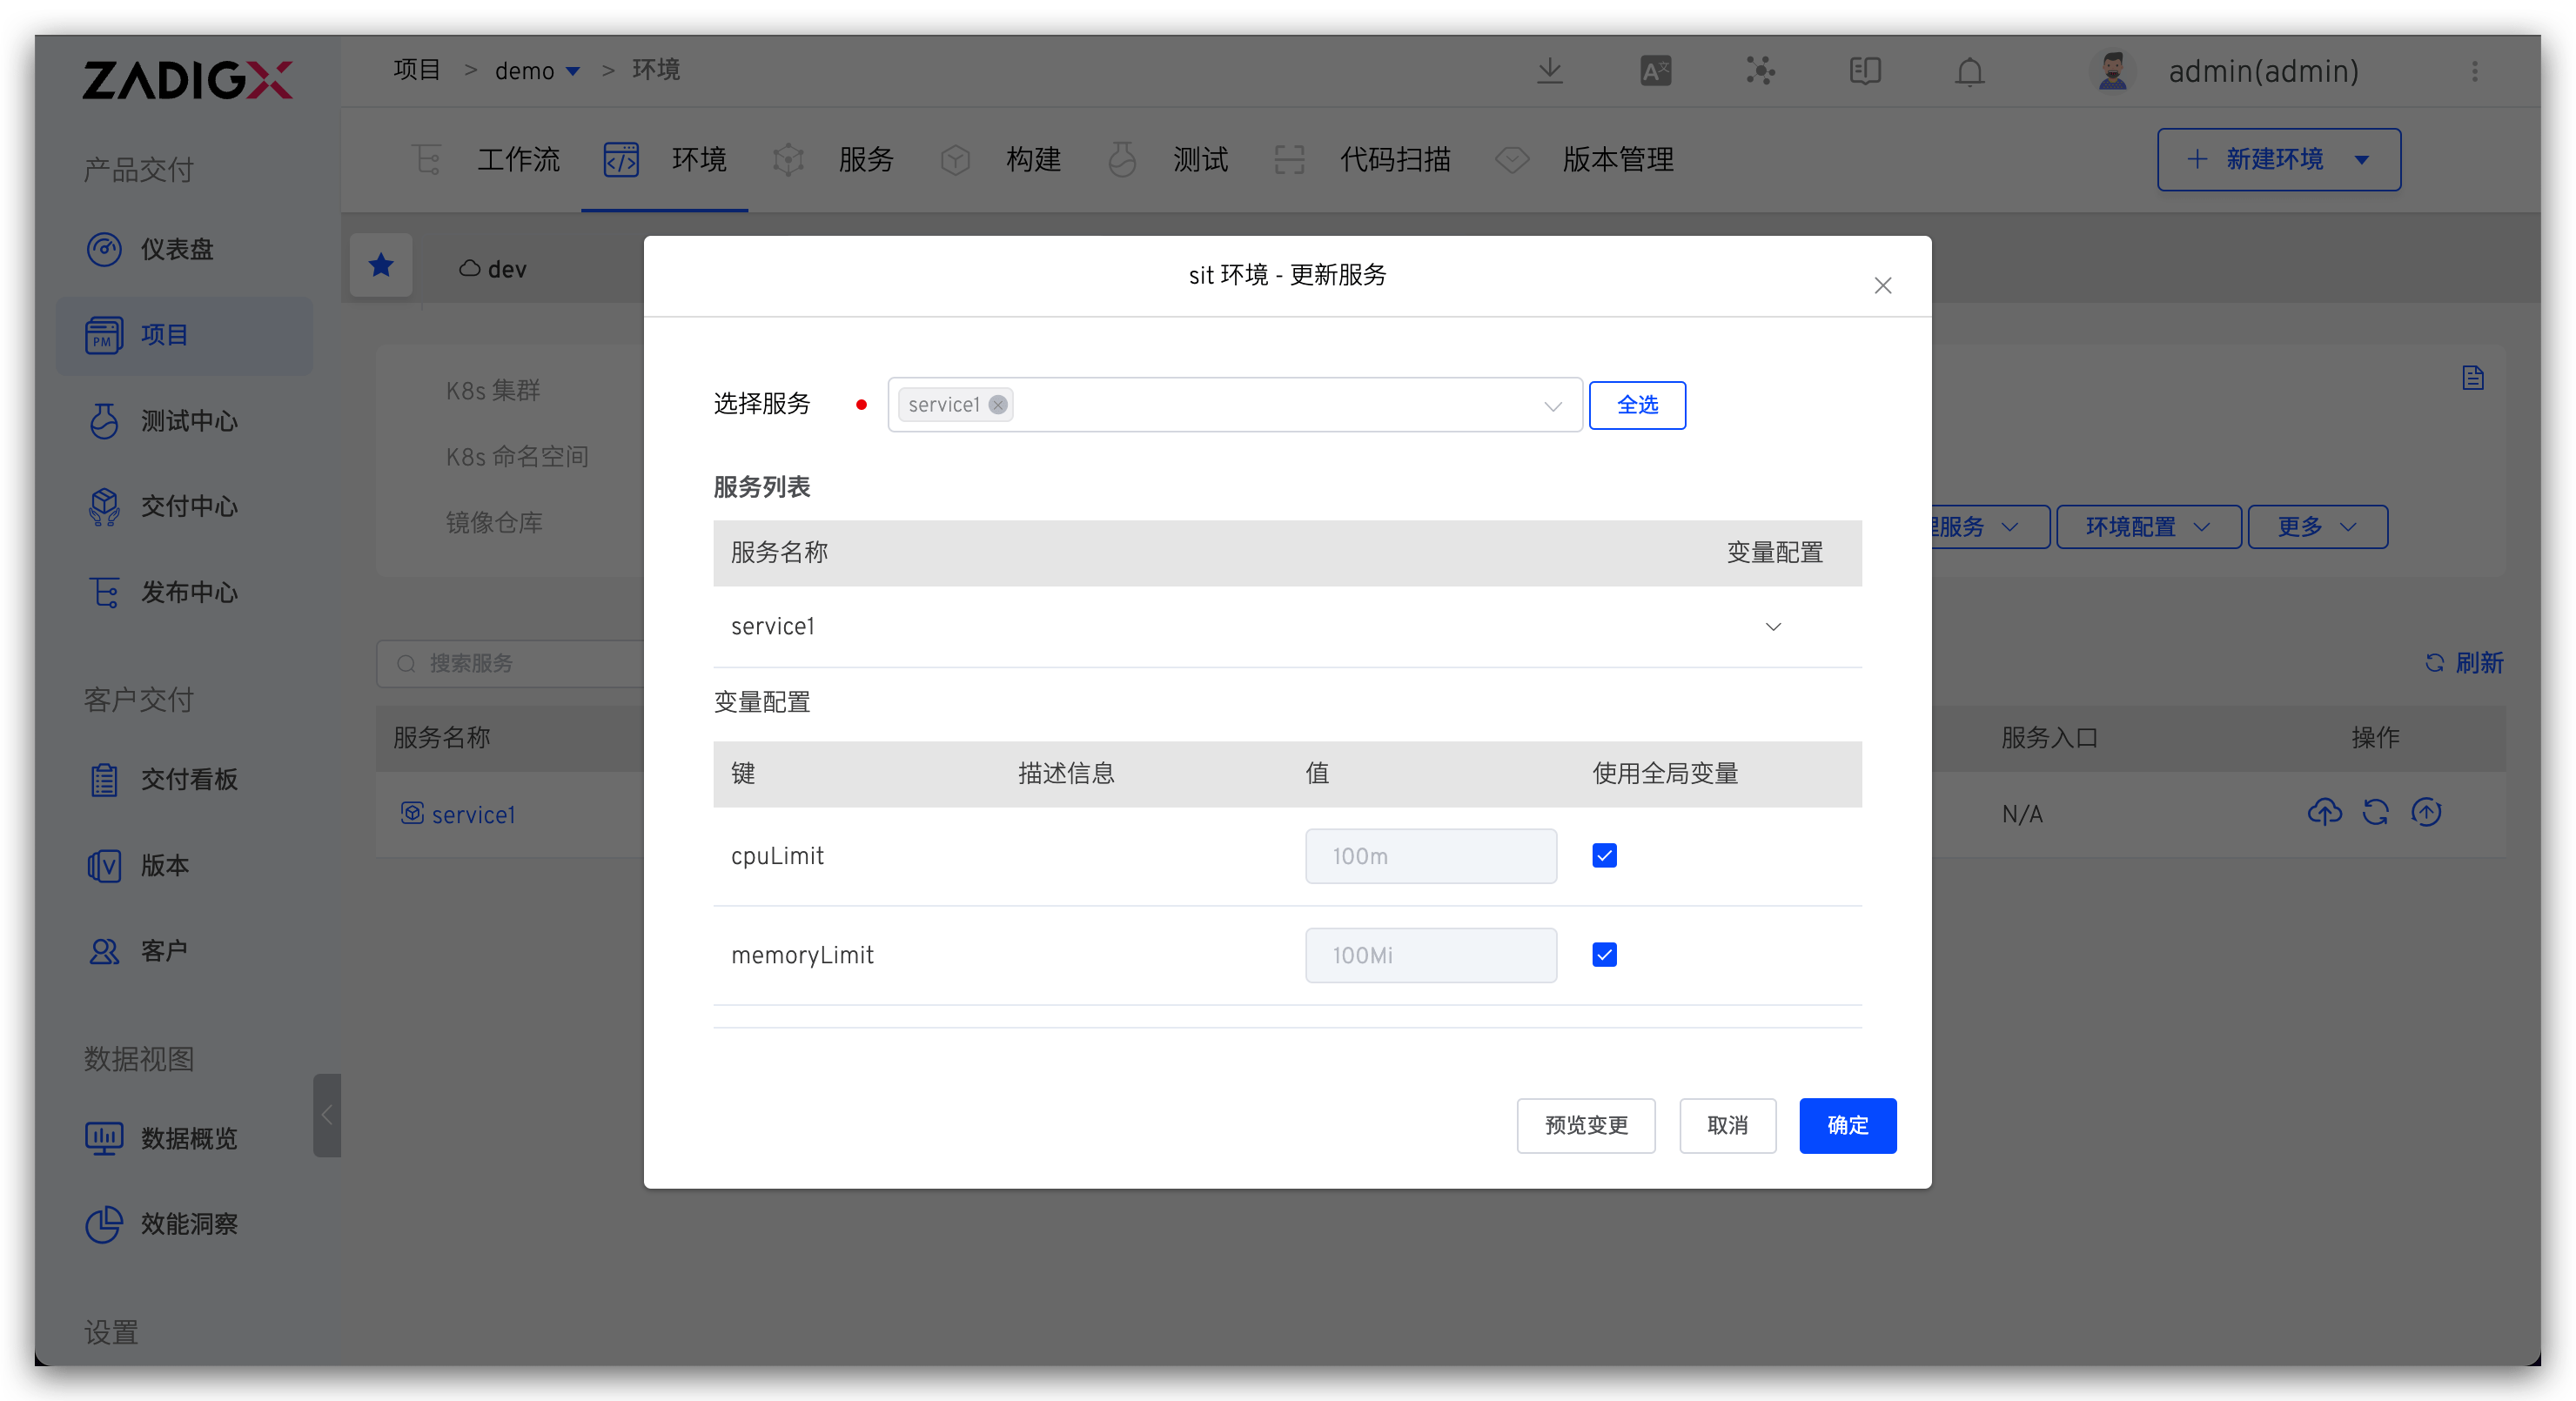 ZADIGX
项目 > demo > 环境
admin(admin)
工作流 环境 服务 构建 测试 代码扫描 版本管理
新建环境
产品交付
仪表盘
项目
测试中心
交付中心
发布中心
客户交付
交付看板
版本
客户
数据视图
数据概览
效能洞察
设置
dev
K8s 集群
K8s 命名空间
镜像仓库
服务
环境配置
更多
搜索服务
刷新
服务名称 服务入口 操作
service1 N/A
sit 环境 - 更新服务
选择服务 service1 全选
服务列表
服务名称 变量配置
service1
变量配置
键 描述信息 值 使用全局变量
cpuLimit 100m
memoryLimit 100Mi
预览变更 取消 确定